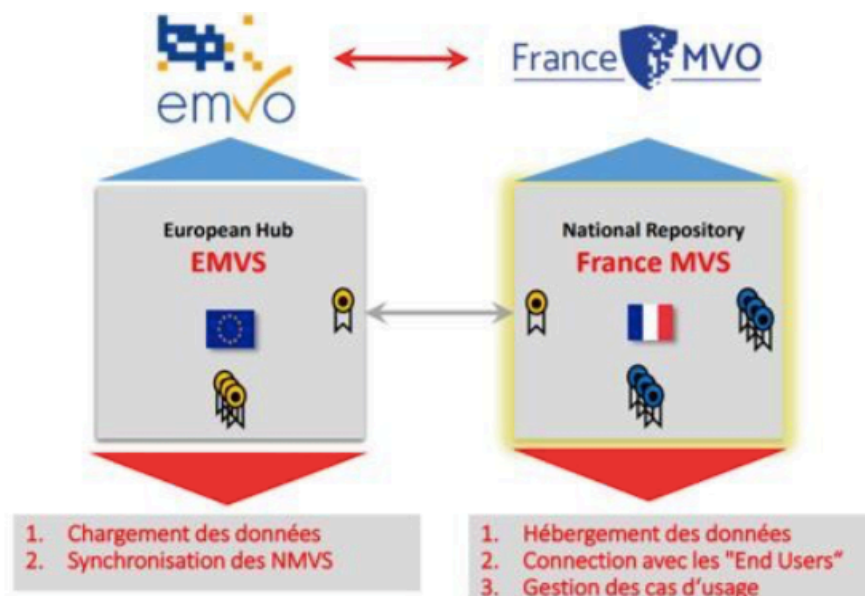 emvo
France MVO
European Hub
EMVS
National Repository
France MVS
1. Chargement des données
2. Synchronisation des NMVS
1. Hébergement des données
2. Connection avec les "End Users“
3. Gestion des cas d‘usage